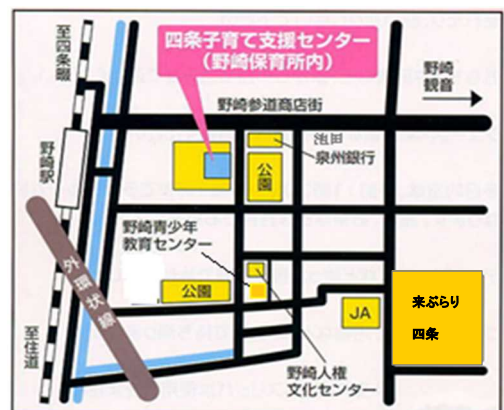 四条子育て支援センター
(野崎保育所内)
至四条畷
野崎
観音
野崎参道商店街
池田
泉州銀行
公園
野崎駅
野崎青少年
教育センター
公園
外環状線
JA
来ぶらり
四条
至住道
野崎人権
文化センター